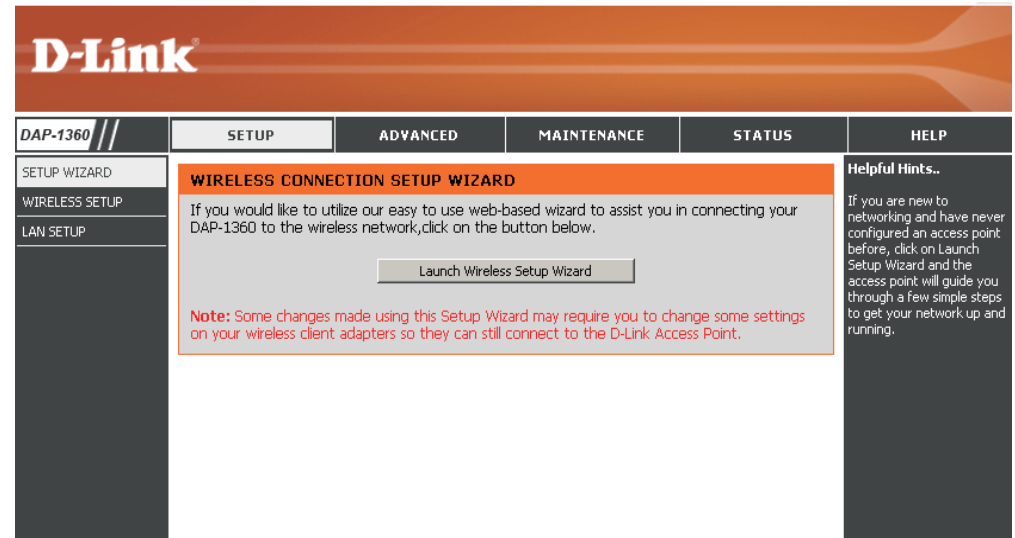 D-Link®
DAP-1360
SETUP
ADVANCED
MAINTENANCE
STATUS
HELP
SETUP WIZARD
WIRELESS SETUP
LAN SETUP
WIRELESS CONNECTION SETUP WIZARD
If you would like to utilize our easy to use web-based wizard to assist you in connecting your
DAP-1360 to the wireless network,click on the button below.
Launch Wireless Setup Wizard
Note: Some changes made using this Setup Wizard may require you to change some settings
on your wireless client adapters so they can still connect to the D-Link Access Point.
Helpful Hints..
If you are new to
networking and have never
configured an access point
before, click on Launch
Setup Wizard and the
access point will guide you
through a few simple steps
to get your network up and
running.